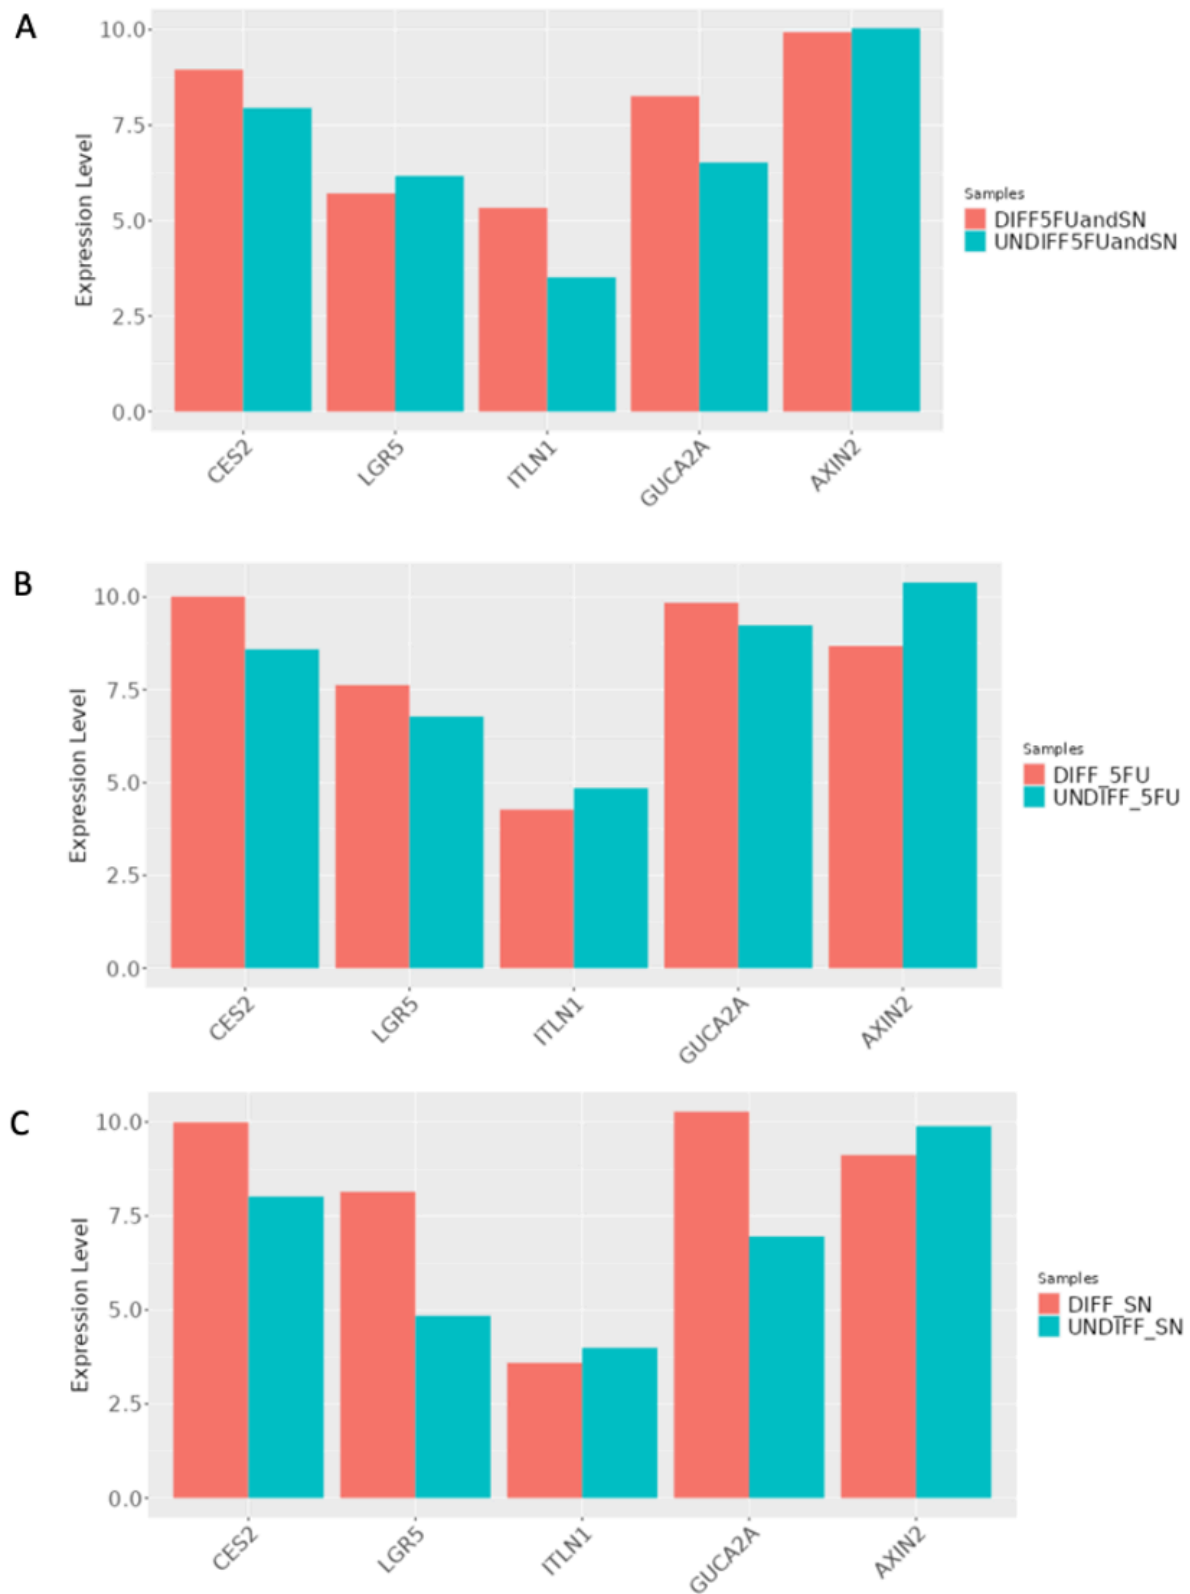 A
10.0
7.5
5.0
2.5
0.0
Expression Level
CES2
LGR5
ITLN1
GUCA2A
AXIN2
Samples
DIFF5FUandSN
UNDIFF5FUandSN
B
10.0
7.5
5.0
2.5
0.0
Expression Level
CES2
LGR5
ITLN1
GUCA2A
AXIN2
Samples
DIFF_5FU
UNDIFF_5FU
C
10.0
7.5
5.0
2.5
0.0
Expression Level
CES2
LGR5
ITLN1
GUCA2A
AXIN2
Samples
DIFF_SN
UNDIFF_SN